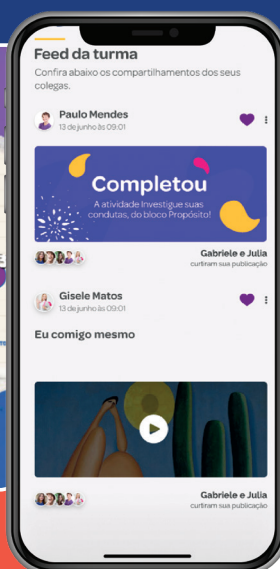 Feed da turma
Confira abaixo os compartilhamentos dos seus
colegas.
Paulo Mendes
13 de junho às 09:01
Completou
A atividade Investigue suas
condutas, do bloco Propósito!
Gabriele e Julia
curtiram sua publicação
Gisele Matos
13 de junho às 09:01
Eu comigo mesmo
Gabriele e Julia
curtiram sua publicação